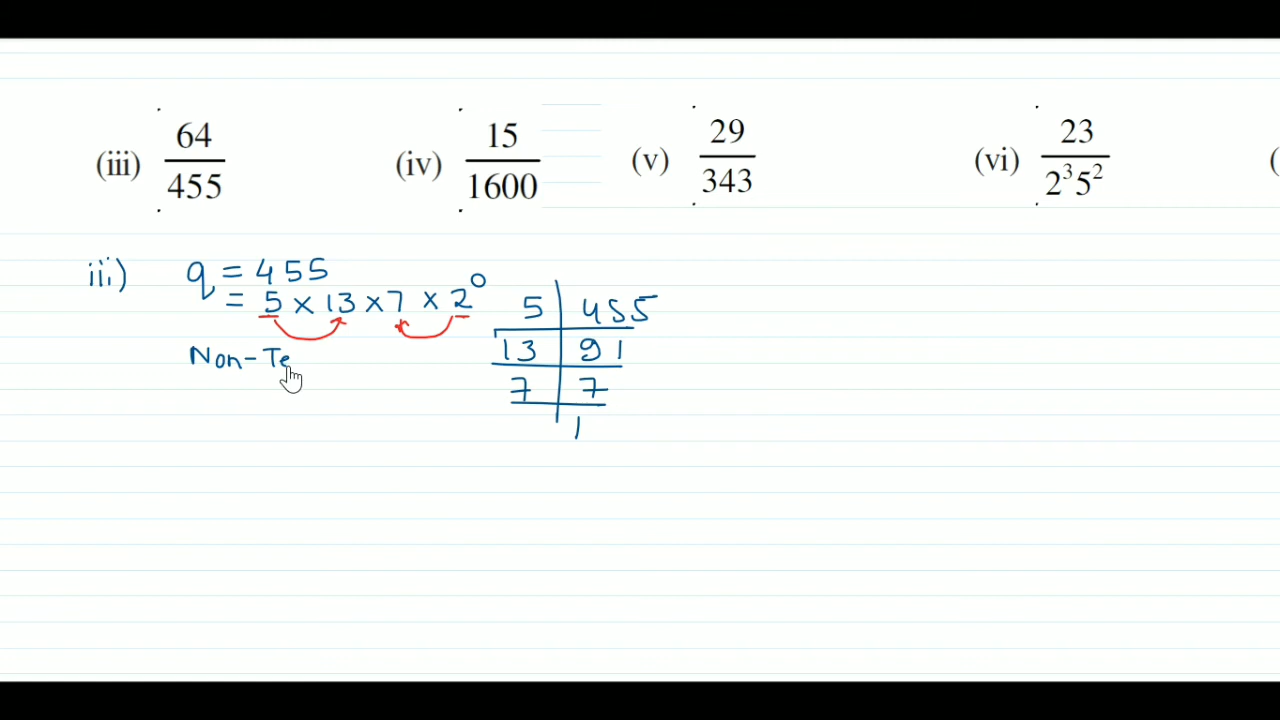 (iii) 64/455 (iv) 15/1600 (v) 29/343 (vi) 23/2³5² (
iii) q = 455
= 5 × 13 × 7 × 2⁰
Non-Te
5 | 455
13 | 91
7 | 7
1